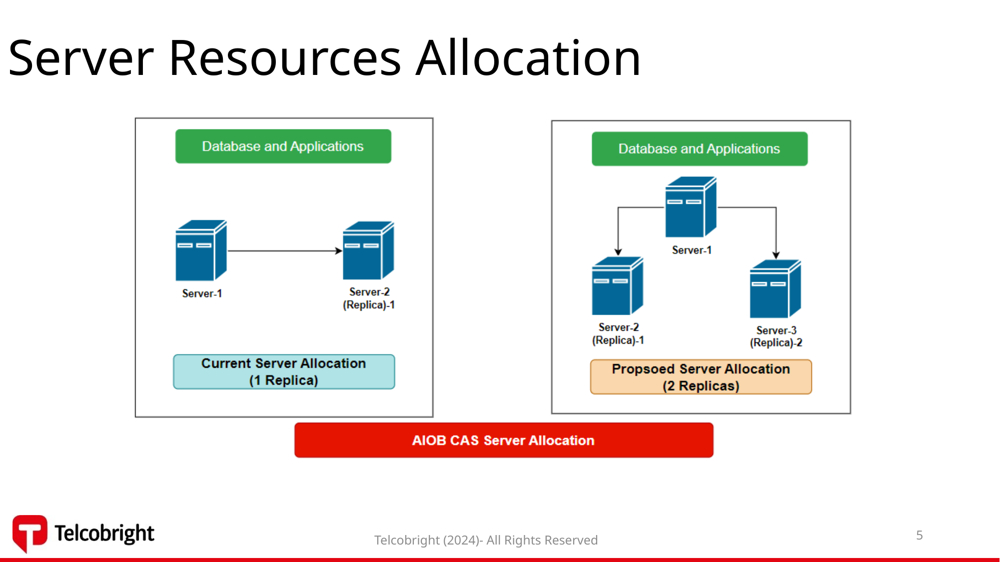 Server Resources Allocation
Database and Applications
Server-1
Server-2
(Replica)-1
Current Server Allocation
(1 Replica)
Database and Applications
Server-1
Server-2
(Replica)-1
Server-3
(Replica)-2
Propsoed Server Allocation
(2 Replicas)
AIOB CAS Server Allocation
Telcobright
Telcobright (2024)- All Rights Reserved
5